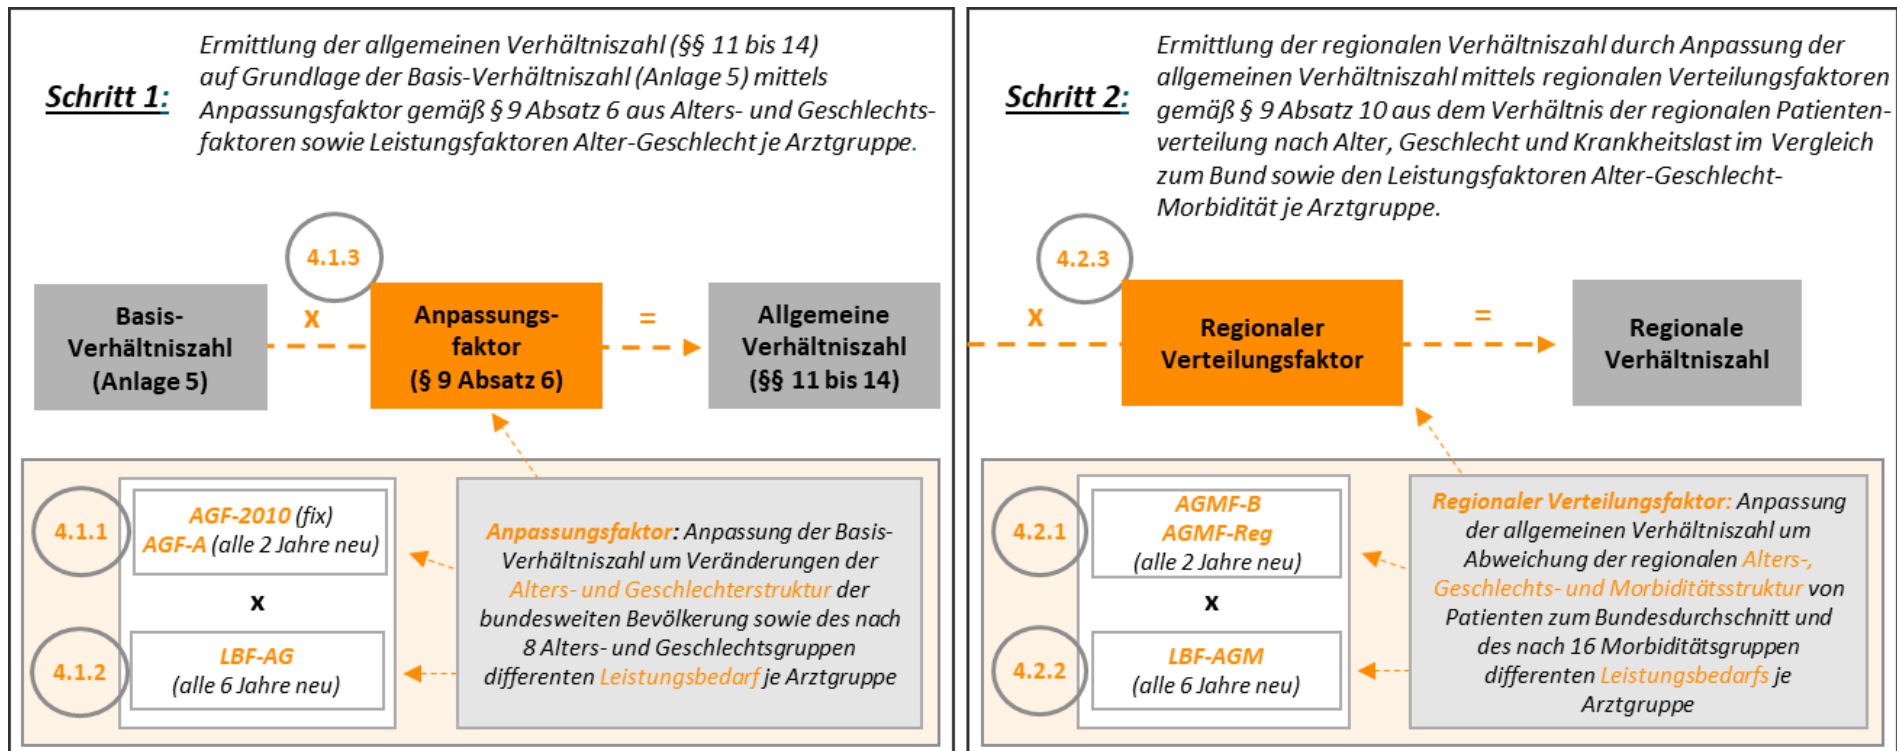 Schritt 1:
Ermittlung der allgemeinen Verhältniszahl (§§ 11 bis 14)
auf Grundlage der Basis-Verhältniszahl (Anlage 5) mittels
Anpassungsfaktor gemäß § 9 Absatz 6 aus Alters- und Geschlechts-
faktoren sowie Leistungsfaktoren Alter-Geschlecht je Arztgruppe.
4.1.3
Basis-
Verhältniszahl
(Anlage 5)
x
Anpassungs-
faktor
(§ 9 Absatz 6)
=
Allgemeine
Verhältniszahl
(§§ 11 bis 14)
4.1.1
AGF-2010 (fix)
AGF-A (alle 2 Jahre neu)
x
4.1.2
LBF-AG
(alle 6 Jahre neu)
Anpassungsfaktor: Anpassung der Basis-
Verhältniszahl um Veränderungen der
Alters- und Geschlechterstruktur der
bundesweiten Bevölkerung sowie des nach
8 Alters- und Geschlechtsgruppen
differenten Leistungsbedarf je Arztgruppe
Schritt 2:
Ermittlung der regionalen Verhältniszahl durch Anpassung der
allgemeinen Verhältniszahl mittels regionalen Verteilungsfaktoren
gemäß § 9 Absatz 10 aus dem Verhältnis der regionalen Patienten-
verteilung nach Alter, Geschlecht und Krankheitslast im Vergleich
zum Bund sowie den Leistungsfaktoren Alter-Geschlecht-
Morbidität je Arztgruppe.
4.2.3
x
Regionaler
Verteilungsfaktor
=
Regionale
Verhältniszahl
4.2.1
AGMF-B
AGMF-Reg
(alle 2 Jahre neu)
x
4.2.2
LBF-AGM
(alle 6 Jahre neu)
Regionaler Verteilungsfaktor: Anpassung
der allgemeinen Verhältniszahl um
Abweichung der regionalen Alters-,
Geschlechts- und Morbiditätsstruktur von
Patienten zum Bundesdurchschnitt und
des nach 16 Morbiditätsgruppen
differenten Leistungsbedarfs je
Arztgruppe